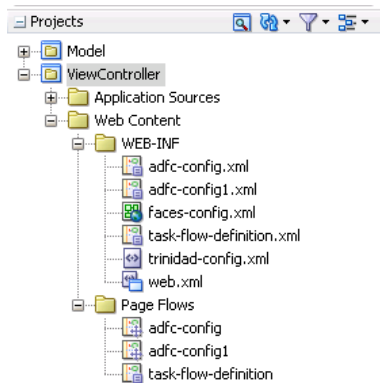 Projects
Model
ViewController
Application Sources
Web Content
WEB-INF
adfc-config.xml
adfc-config1.xml
faces-config.xml
task-flow-definition.xml
trinidad-config.xml
web.xml
Page Flows
adfc-config
adfc-config1
task-flow-definition